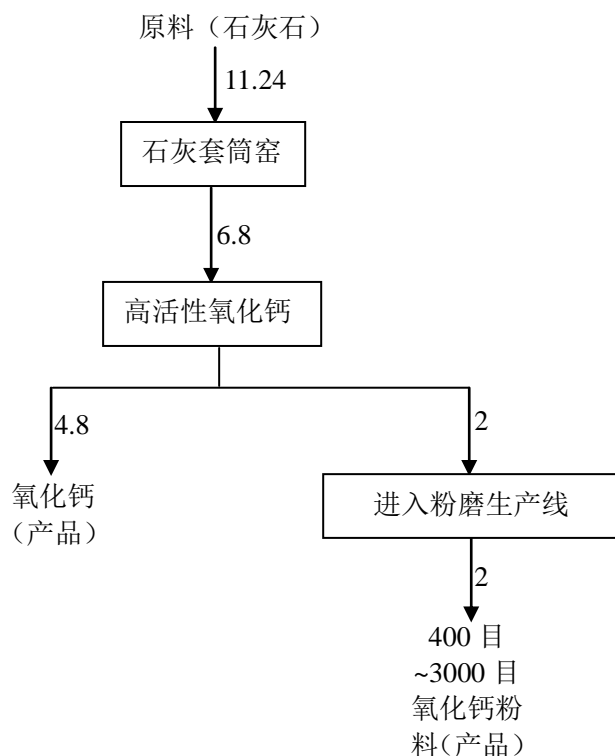 原料（石灰石）
11.24
石灰套筒窑
6.8
高活性氧化钙
4.8
2
氧化钙
（产品）
进入粉磨生产线
2
400 目
~3000 目
氧化钙粉
料（产品）